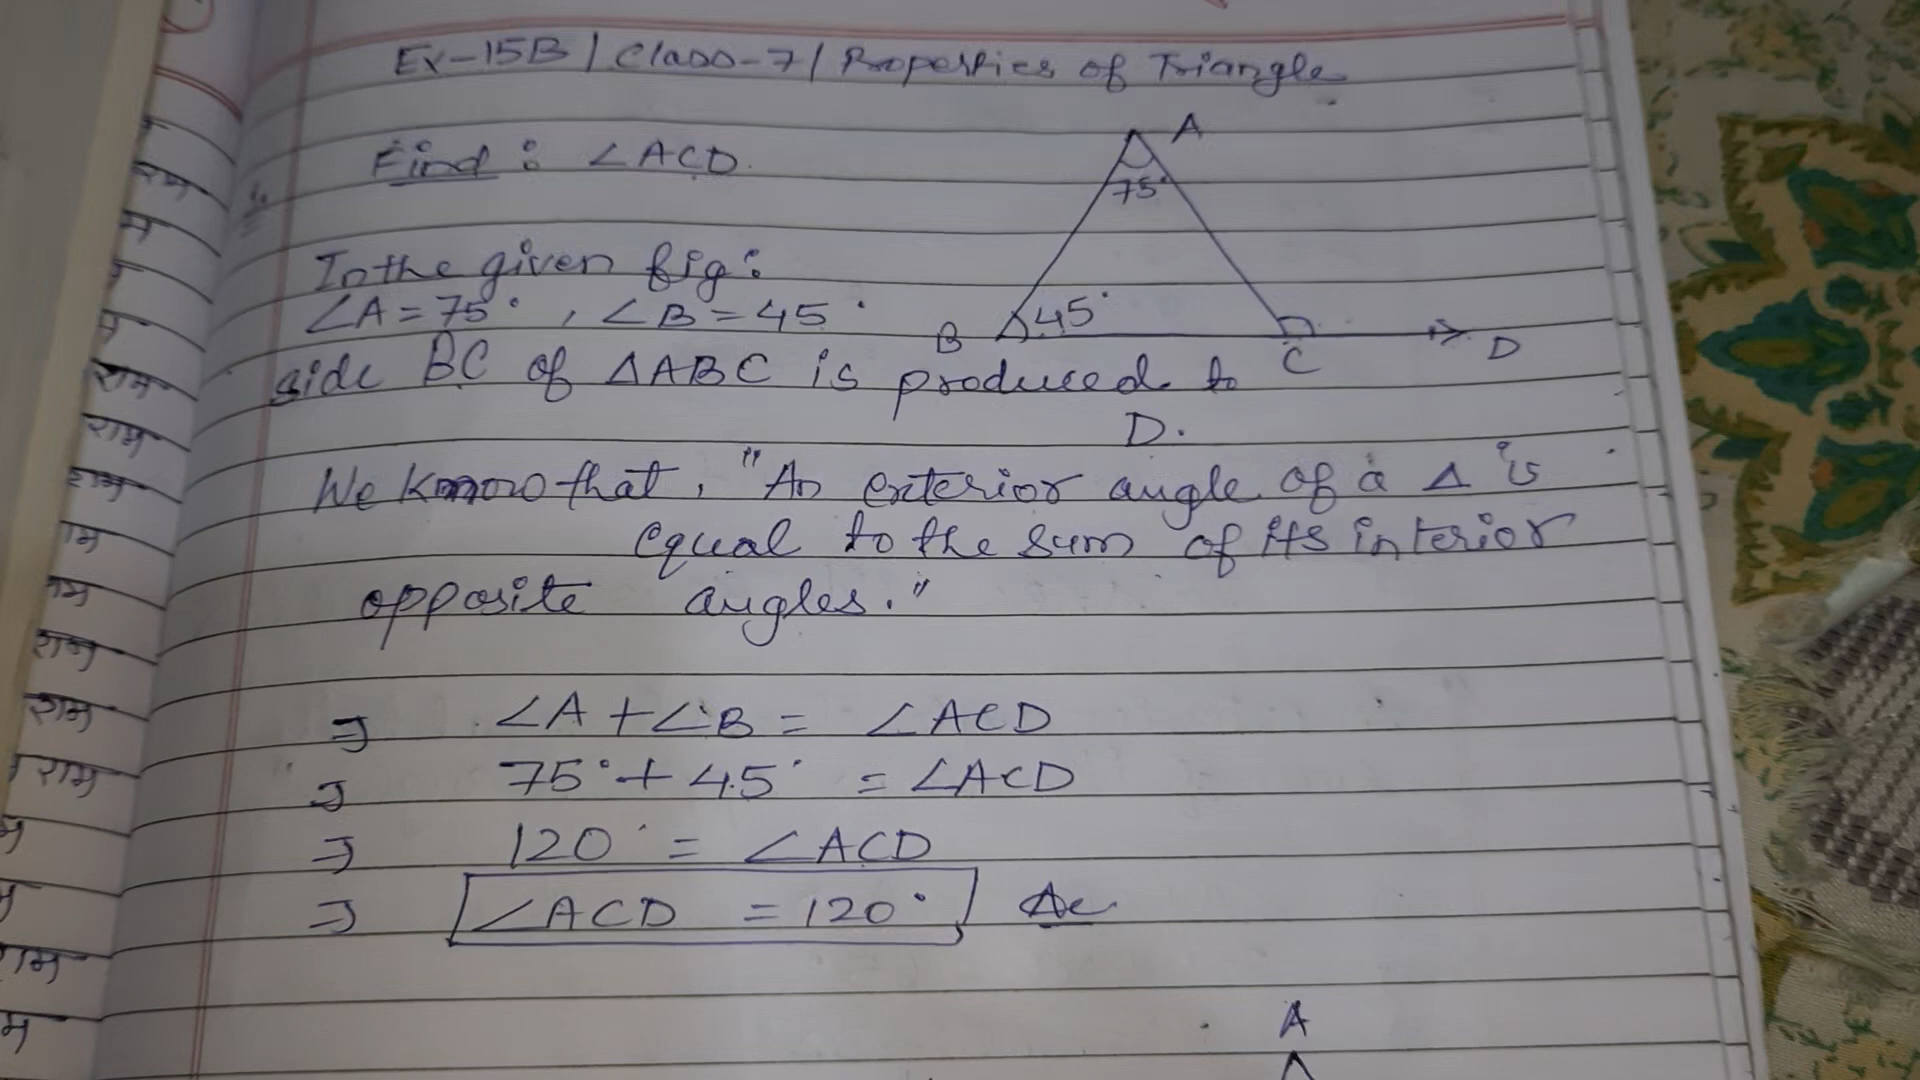 Ex-15B | Class-7 | Properties of Triangle
Find : ∠ACD.
A
75°
In the given fig :
∠A = 75° , ∠B = 45°
B
45°
C
D
side BC of ΔABC is produced to
D.
We know that, "An exterior angle of a Δ is
equal to the sum of its interior
opposite angles."
⇒ ∠A + ∠B = ∠ACD
⇒ 75° + 45° = ∠ACD
⇒ 120° = ∠ACD
⇒ ∠ACD = 120°
A
राम
राम
राम
राम
राम
राम
राम
राम